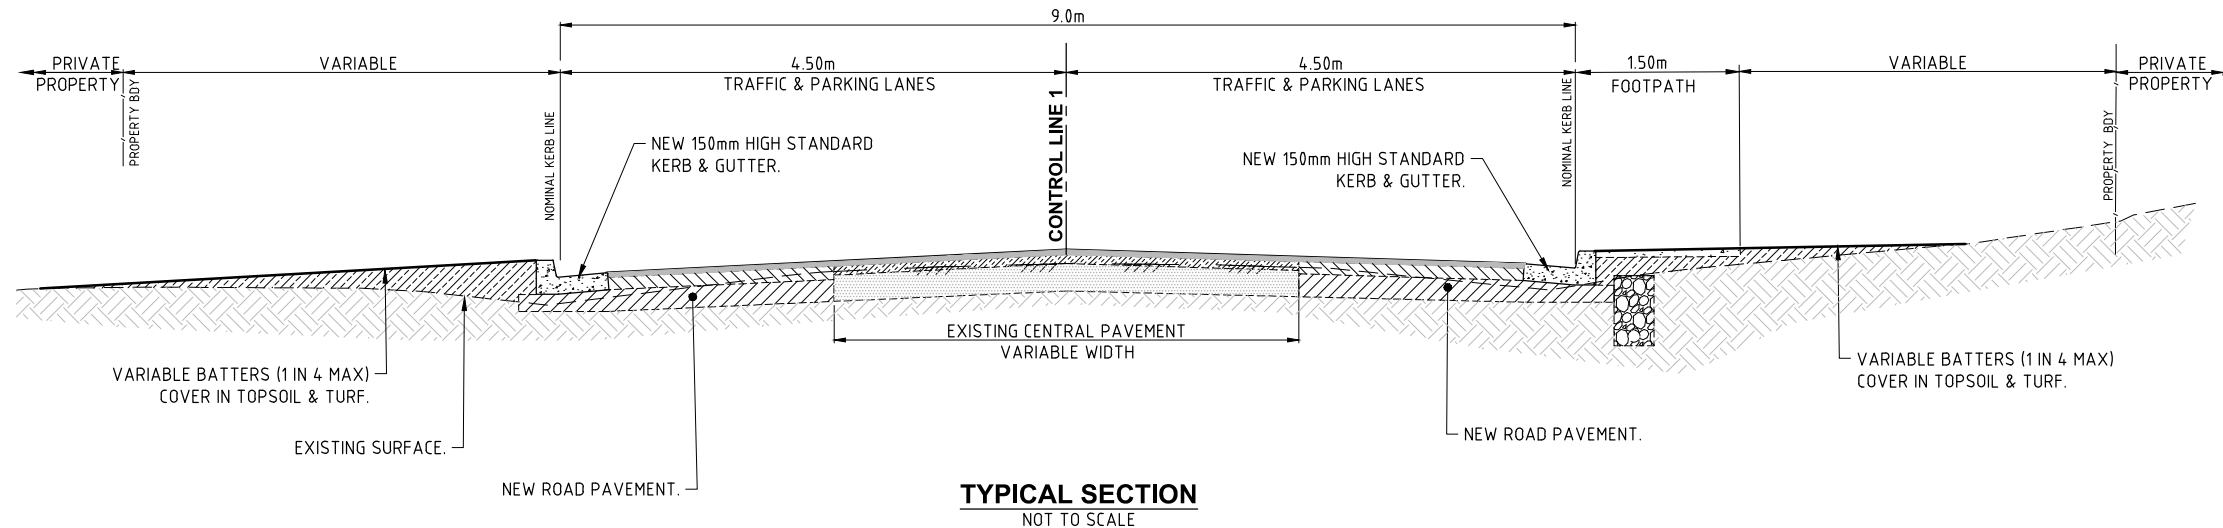 9.0m
PRIVATE
PROPERTY
VARIABLE
4.50m
TRAFFIC & PARKING LANES
4.50m
TRAFFIC & PARKING LANES
1.50m
FOOTPATH
VARIABLE
PRIVATE
PROPERTY
PROPERTY BDY
NOMINAL KERB LINE
CONTROL LINE 1
NOMINAL KERB LINE
PROPERTY BDY
NEW 150mm HIGH STANDARD
KERB & GUTTER.
NEW 150mm HIGH STANDARD
KERB & GUTTER.
EXISTING CENTRAL PAVEMENT
VARIABLE WIDTH
VARIABLE BATTERS (1 IN 4 MAX)
COVER IN TOPSOIL & TURF.
VARIABLE BATTERS (1 IN 4 MAX)
COVER IN TOPSOIL & TURF.
EXISTING SURFACE.
NEW ROAD PAVEMENT.
NEW ROAD PAVEMENT.
TYPICAL SECTION
NOT TO SCALE